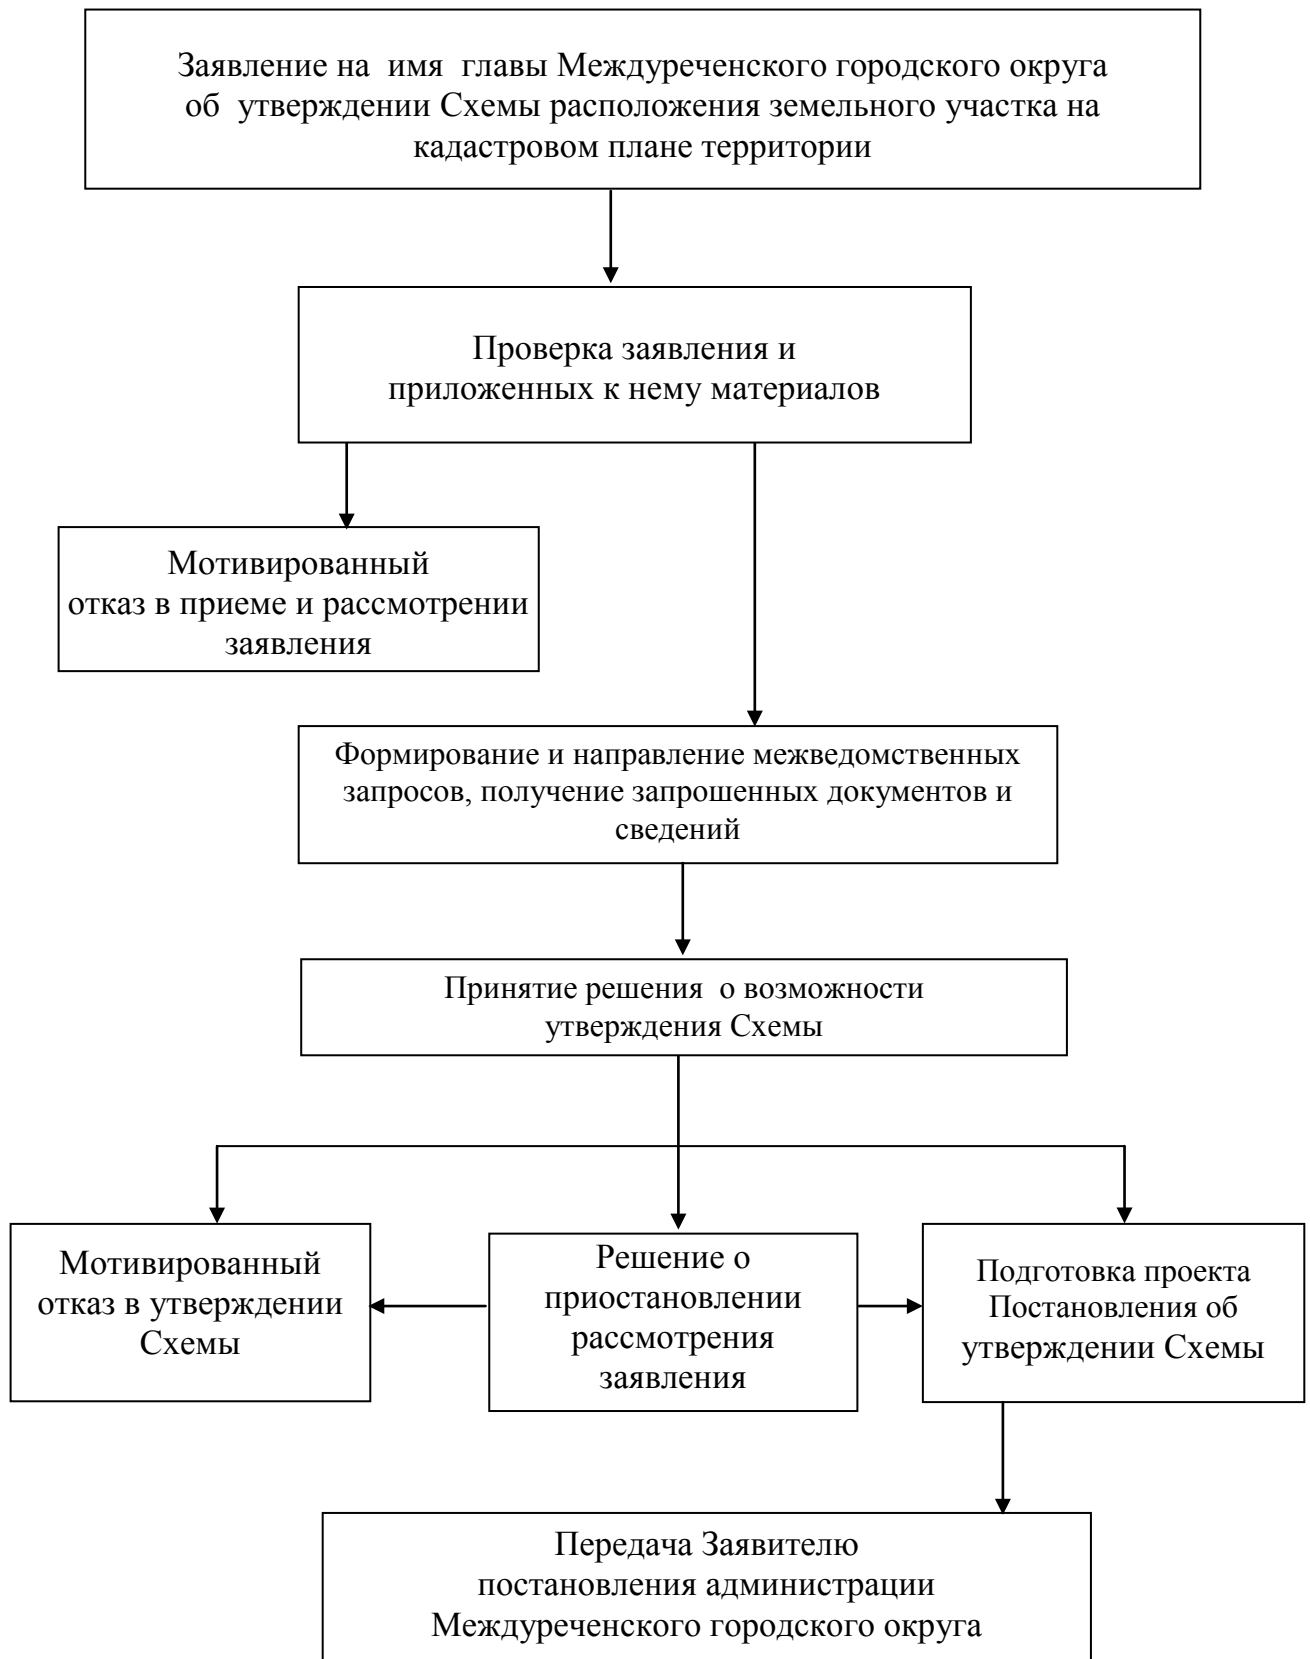 Заявление на имя главы Междуреченского городского округа
об утверждении Схемы расположения земельного участка на
кадастровом плане территории
Проверка заявления и
приложенных к нему материалов
Мотивированный
отказ в приеме и рассмотрении
заявления
Формирование и направление межведомственных
запросов, получение запрошенных документов и
сведений
Принятие решения о возможности
утверждения Схемы
Мотивированный
отказ в утверждении
Схемы
Решение о
приостановлении
рассмотрения
заявления
Подготовка проекта
Постановления об
утверждении Схемы
Передача Заявителю
постановления администрации
Междуреченского городского округа